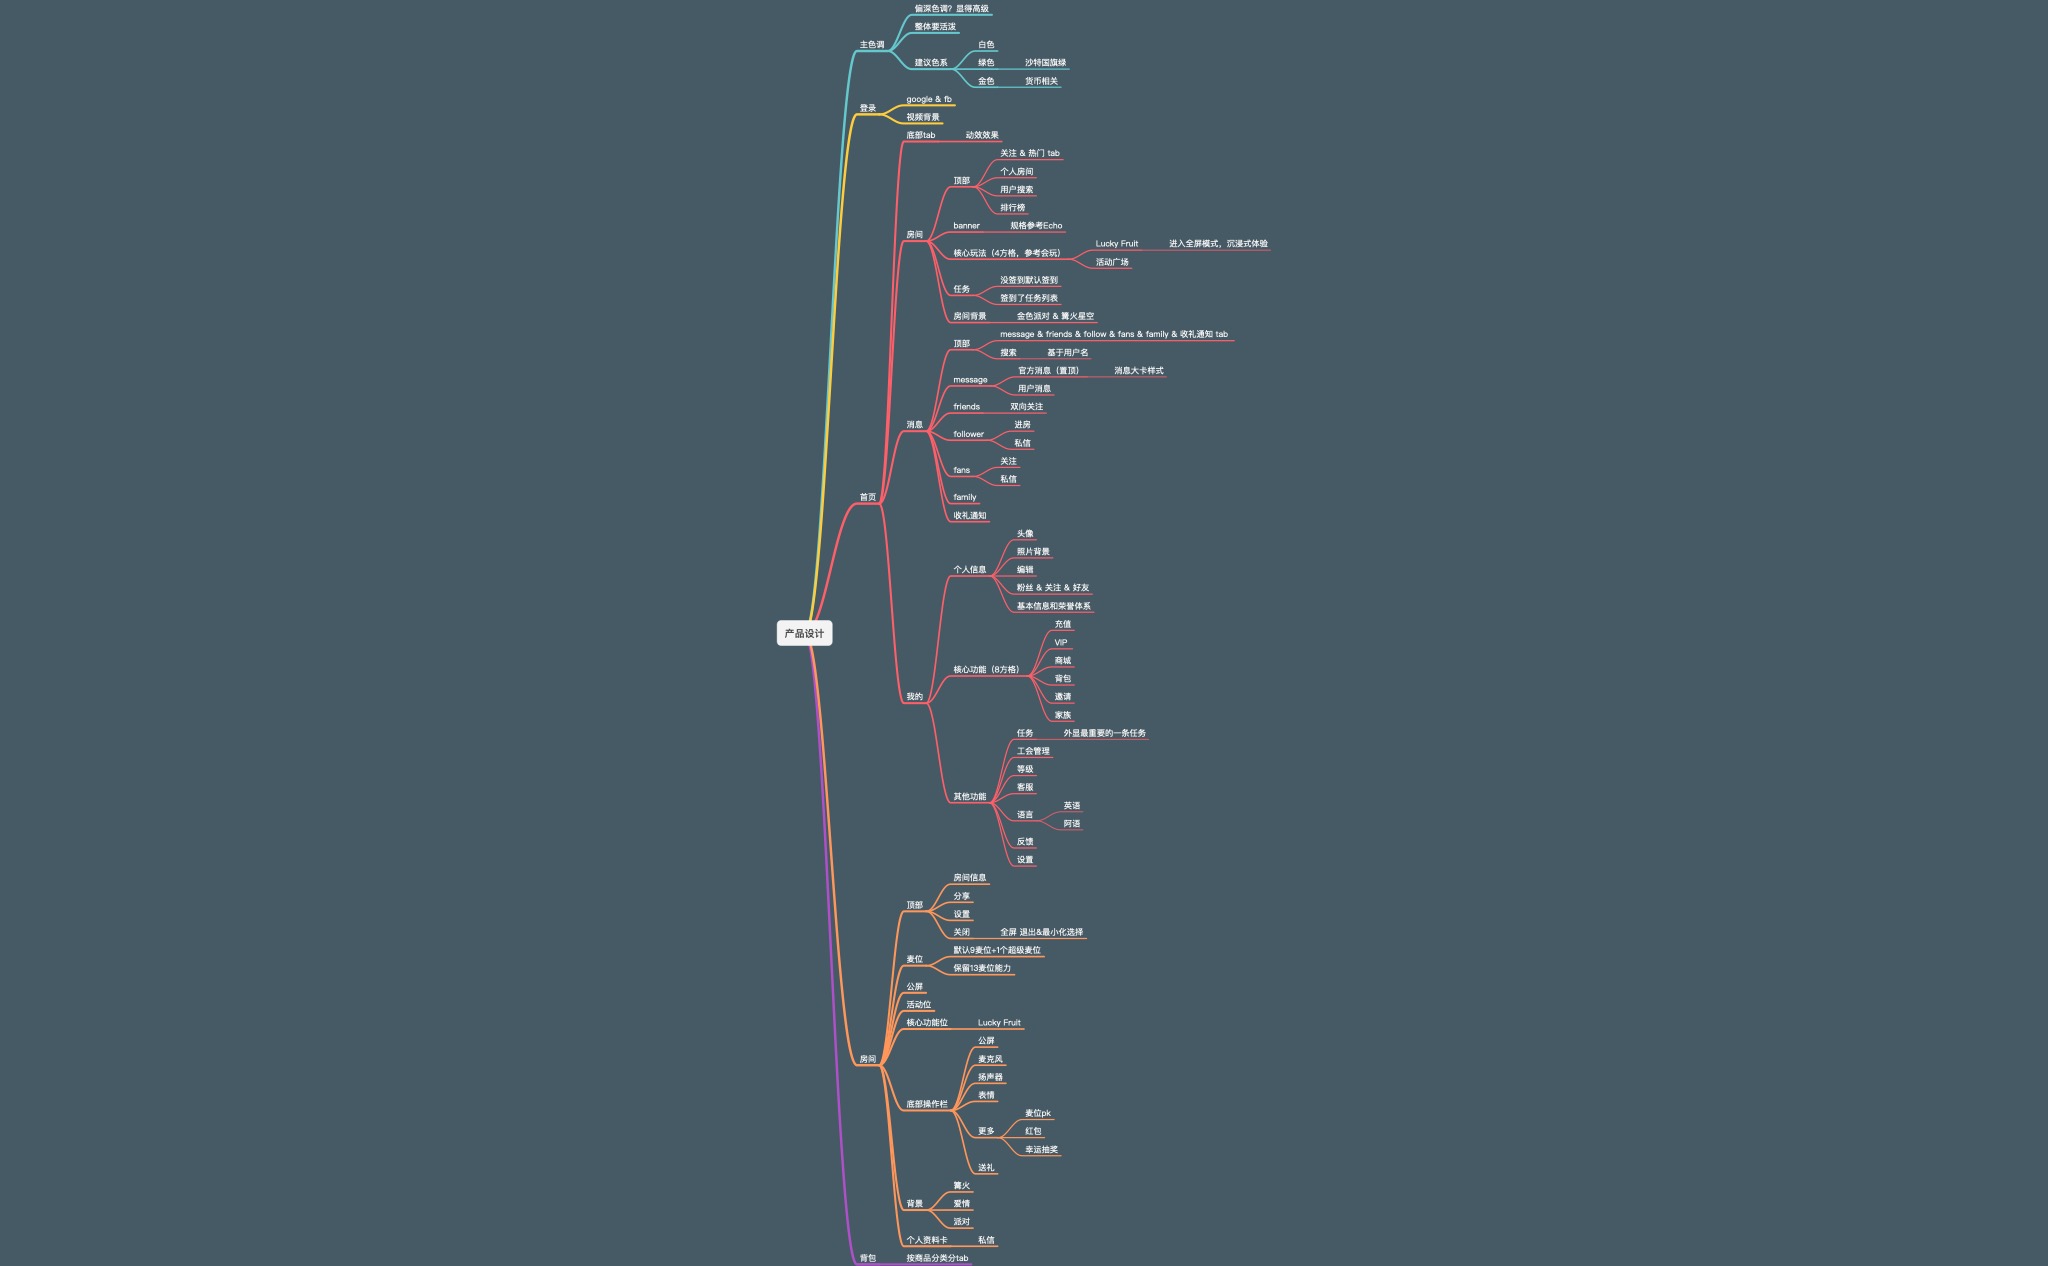 偏深色调？显得高级
整体要活泼
主色调
白色
建议色系
绿色
沙特国旗绿
金色
货币相关
google & fb
登录
视频背景
底部tab
动效效果
关注 & 热门 tab
个人房间
顶部
用户搜索
排行榜
banner
规格参考Echo
房间
Lucky Fruit
进入全屏模式，沉浸式体验
核心玩法（4方格，参考会玩）
活动广场
没签到默认签到
任务
签到了任务列表
房间背景
金色派对 & 篝火星空
message & friends & follow & fans & family & 收礼通知 tab
顶部
搜索
基于用户名
官方消息（置顶）
消息大卡样式
message
用户消息
friends
双向关注
消息
进房
follower
私信
关注
fans
私信
family
首页
收礼通知
头像
照片背景
个人信息
编辑
粉丝 & 关注 & 好友
基本信息和荣誉体系
充值
产品设计
VIP
商城
核心功能（8方格）
背包
我的
邀请
家族
任务
外显最重要的一条任务
工会管理
等级
客服
其他功能
英语
语言
阿语
反馈
设置
房间信息
分享
顶部
设置
关闭
全屏 退出&最小化选择
默认9麦位+1个超级麦位
麦位
保留13麦位能力
公屏
活动位
核心功能位
Lucky Fruit
公屏
房间
麦克风
扬声器
表情
底部操作栏
麦位pk
更多
红包
幸运抽奖
送礼
篝火
背景
爱情
派对
个人资料卡
私信
背包
按商品分类分tab